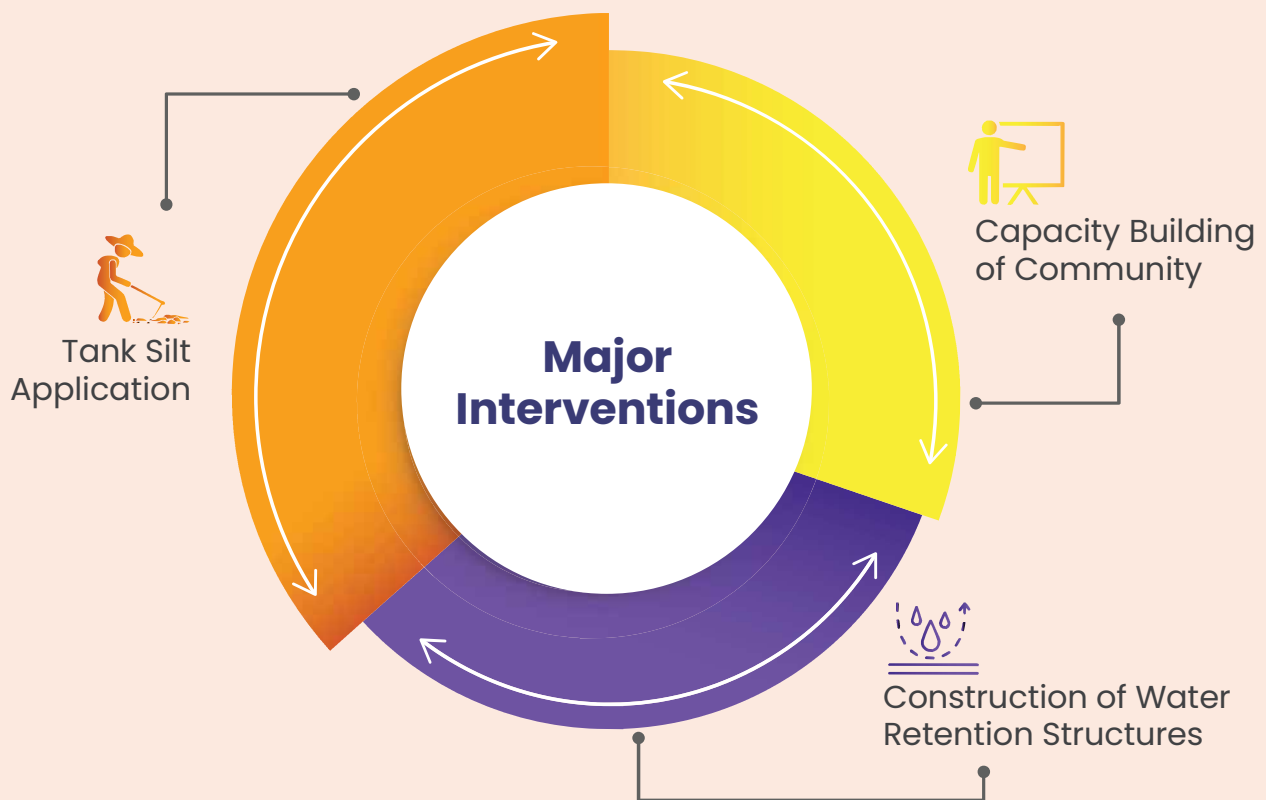 Major
Interventions
Capacity Building
of Community
Construction of Water
Retention Structures
Tank Silt
Application